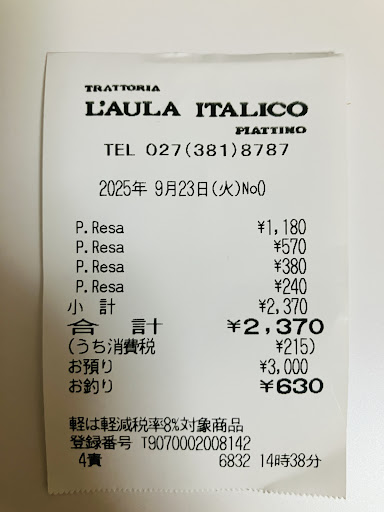 TRATTORIA
L'AULA ITALICO
PIATTINO
TEL 027(381)8787
2025年 9月23日(火)No0
P.Resa ¥1,180
P.Resa ¥570
P.Resa ¥380
P.Resa ¥240
小 計 ¥2,370
合 計 ¥2,370
(うち消費税 ¥215)
お預り ¥3,000
お釣り ¥630
軽は軽減税率8%対象商品
登録番号 T9070002008142
4責 6832 14時38分